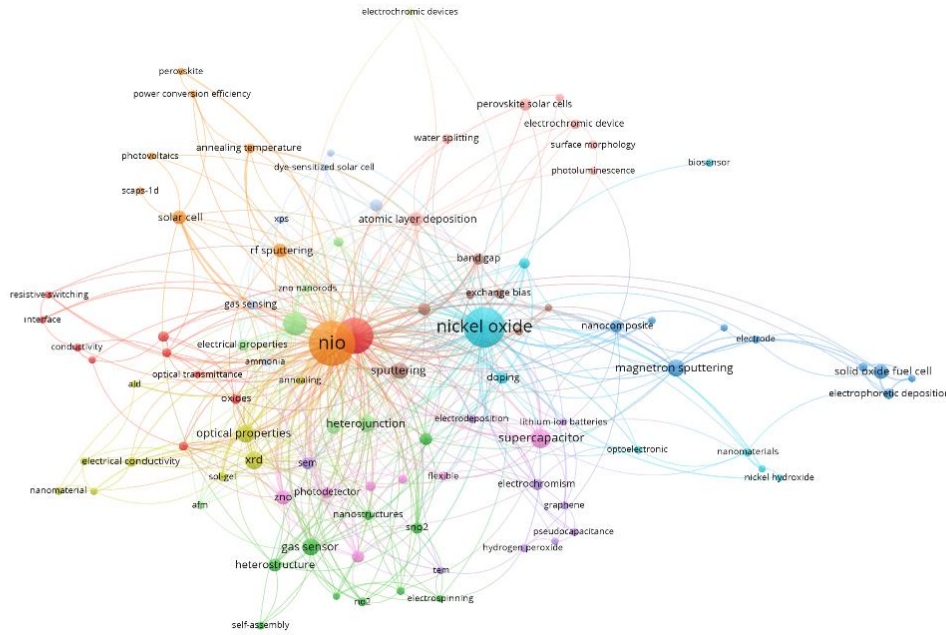 electrochromic devices
perovskite
power conversion efficiency
perovskite solar cells
electrochromic device
water splitting
surface morphology
annealing temperature
photovoltaics
dye-sensitized solar cell
photoluminescence
biosensor
scaps-1d
solar cell
xps
atomic layer deposition
rf sputtering
band gap
zno nanorods
exchange bias
resistive switching
gas sensing
interface
nickel oxide
nanocomposite
nio
electrical properties
conductivity
electrode
ammonia
sputtering
magnetron sputtering
solid oxide fuel cell
optical transmittance
annealing
doping
ald
electrophoretic deposition
oxides
electrodeposition
lithium ion batteries
heterojunction
optical properties
supercapacitor
optoelectronic
nanomaterials
electrical conductivity
xrd
sem
sol-gel
flexible
nickel hydroxide
nanomaterial
zno
photodetector
electrochromism
afm
graphene
nanostructures
sno2
pseudocapacitance
gas sensor
hydrogen peroxide
heterostructure
tem
no2
electrospinning
self-assembly